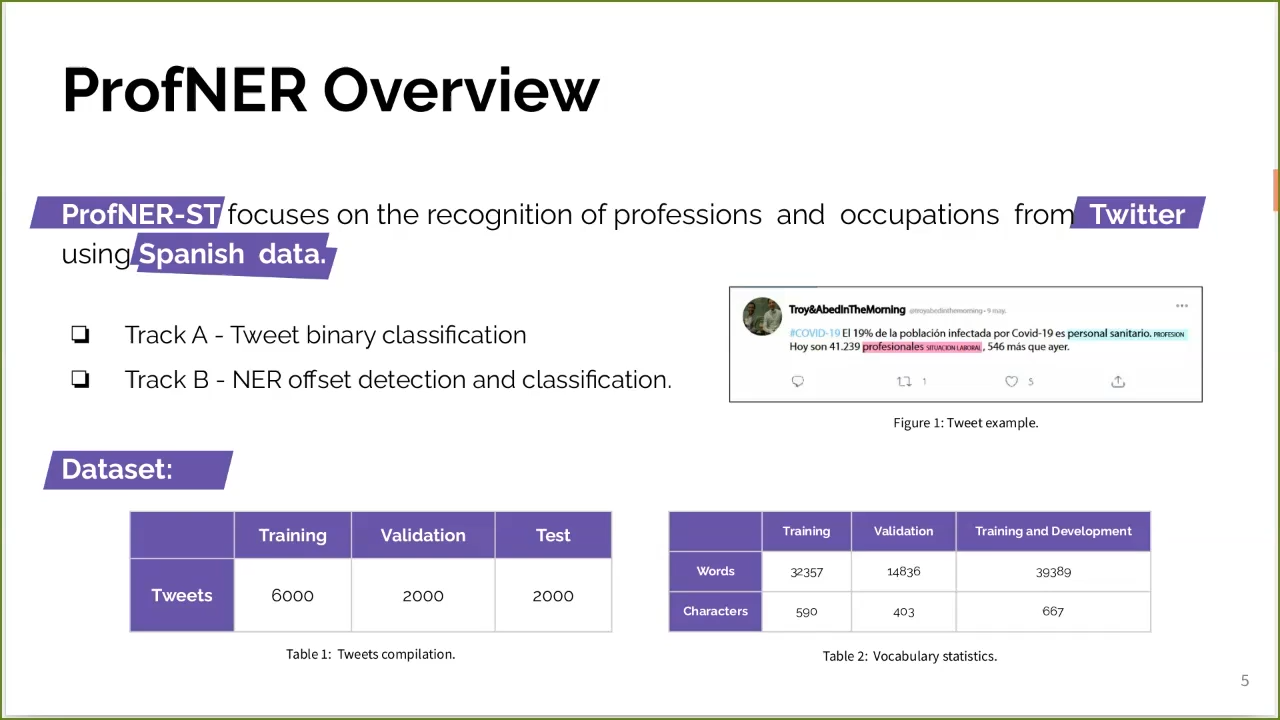 ProfNER Overview
ProfNER-ST focuses on the recognition of professions and occupations from Twitter
using Spanish data.
❏ Track A - Tweet binary classification
❏ Track B - NER offset detection and classification.
Troy&AbedInTheMorning @troyabedinthemorning · 9 may.
#COVID-19 El 19% de la población infectada por Covid-19 es personal sanitario. PROFESION
Hoy son 41.239 profesionales SITUACION LABORAL, 546 más que ayer.
1 5
Figure 1: Tweet example.
Dataset:
Training Validation Test
Tweets 6000 2000 2000
Table 1: Tweets compilation.
Training Validation Training and Development
Words 32357 14836 39389
Characters 590 403 667
Table 2: Vocabulary statistics.
5